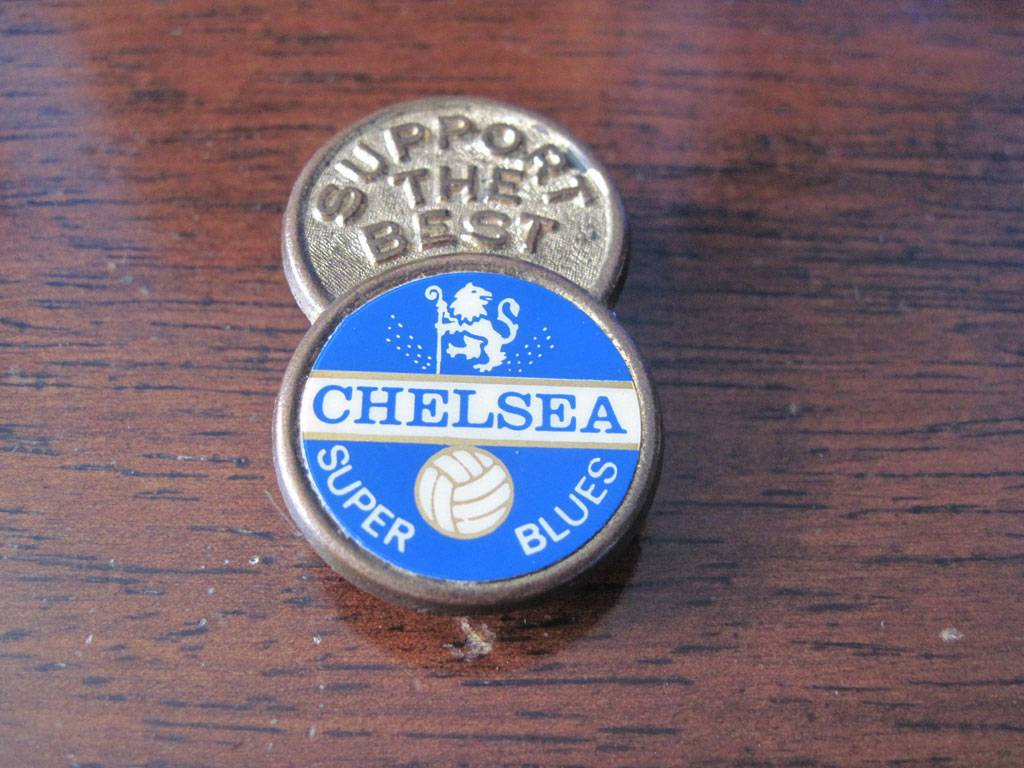 SUPPORT
THE
BEST
CHELSEA
SUPER BLUES